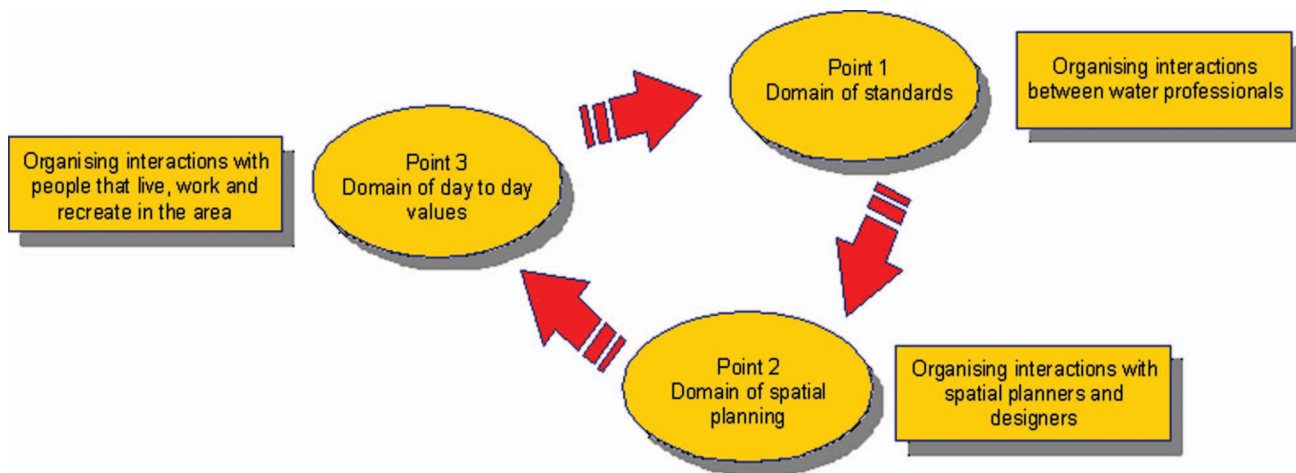 Point 1
Domain of standards
Organising interactions
between water professionals
Point 3
Domain of day to day
values
Organising interactions with
people that live, work and
recreate in the area
Point 2
Domain of spatial
planning
Organising interactions with
spatial planners and
designers